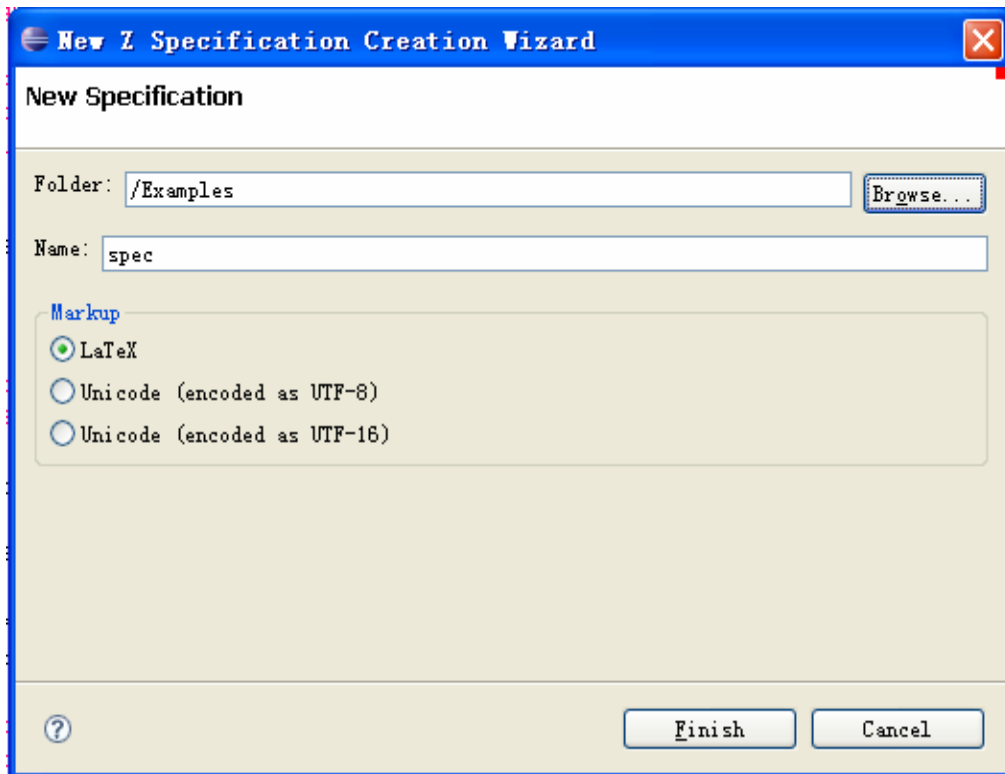 New Z Specification Creation Wizard
New Specification
Folder: /Examples Browse...
Name: spec
Markup
LaTeX
Unicode (encoded as UTF-8)
Unicode (encoded as UTF-16)
? Finish Cancel